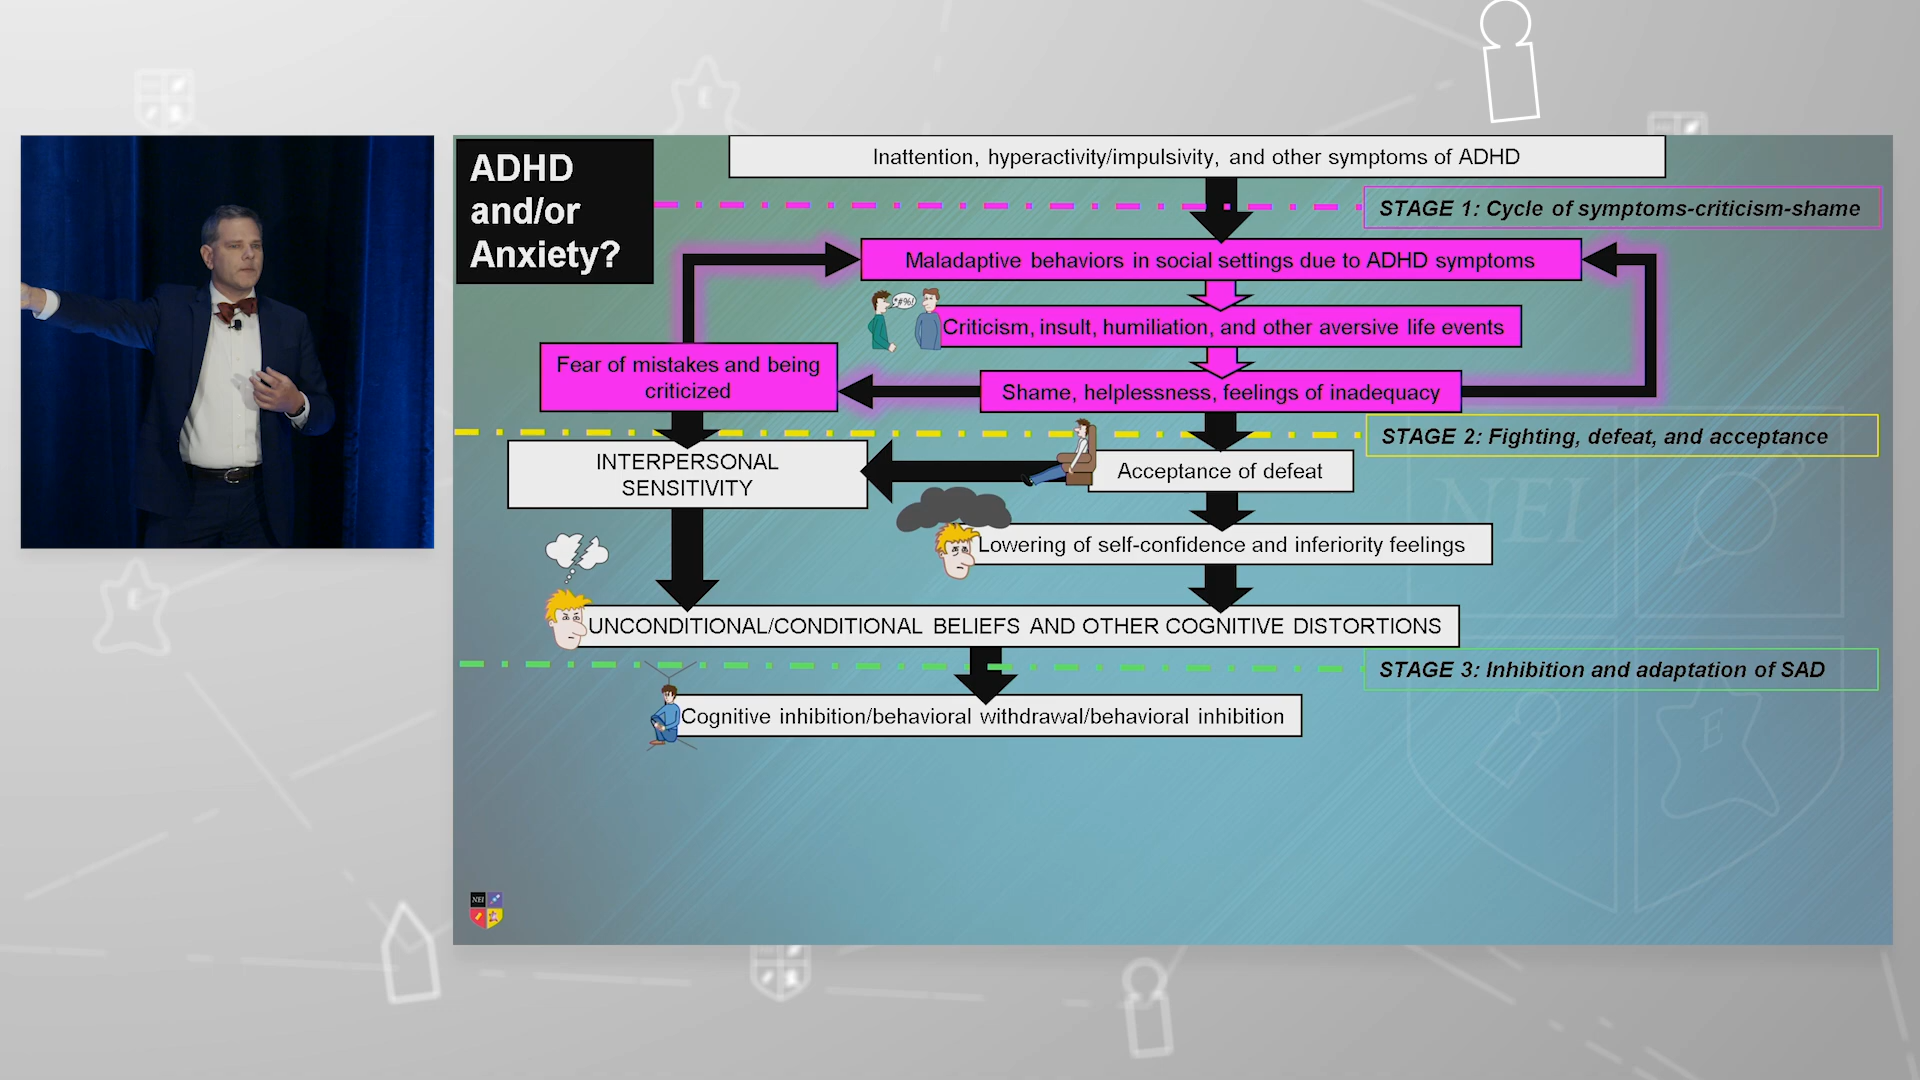 ADHD
and/or
Anxiety?
Inattention, hyperactivity/impulsivity, and other symptoms of ADHD
STAGE 1: Cycle of symptoms-criticism-shame
Maladaptive behaviors in social settings due to ADHD symptoms
*#%!
Criticism, insult, humiliation, and other aversive life events
Fear of mistakes and being
criticized
Shame, helplessness, feelings of inadequacy
STAGE 2: Fighting, defeat, and acceptance
INTERPERSONAL
SENSITIVITY
Acceptance of defeat
Lowering of self-confidence and inferiority feelings
UNCONDITIONAL/CONDITIONAL BELIEFS AND OTHER COGNITIVE DISTORTIONS
STAGE 3: Inhibition and adaptation of SAD
Cognitive inhibition/behavioral withdrawal/behavioral inhibition
NEI
E
NEI
E